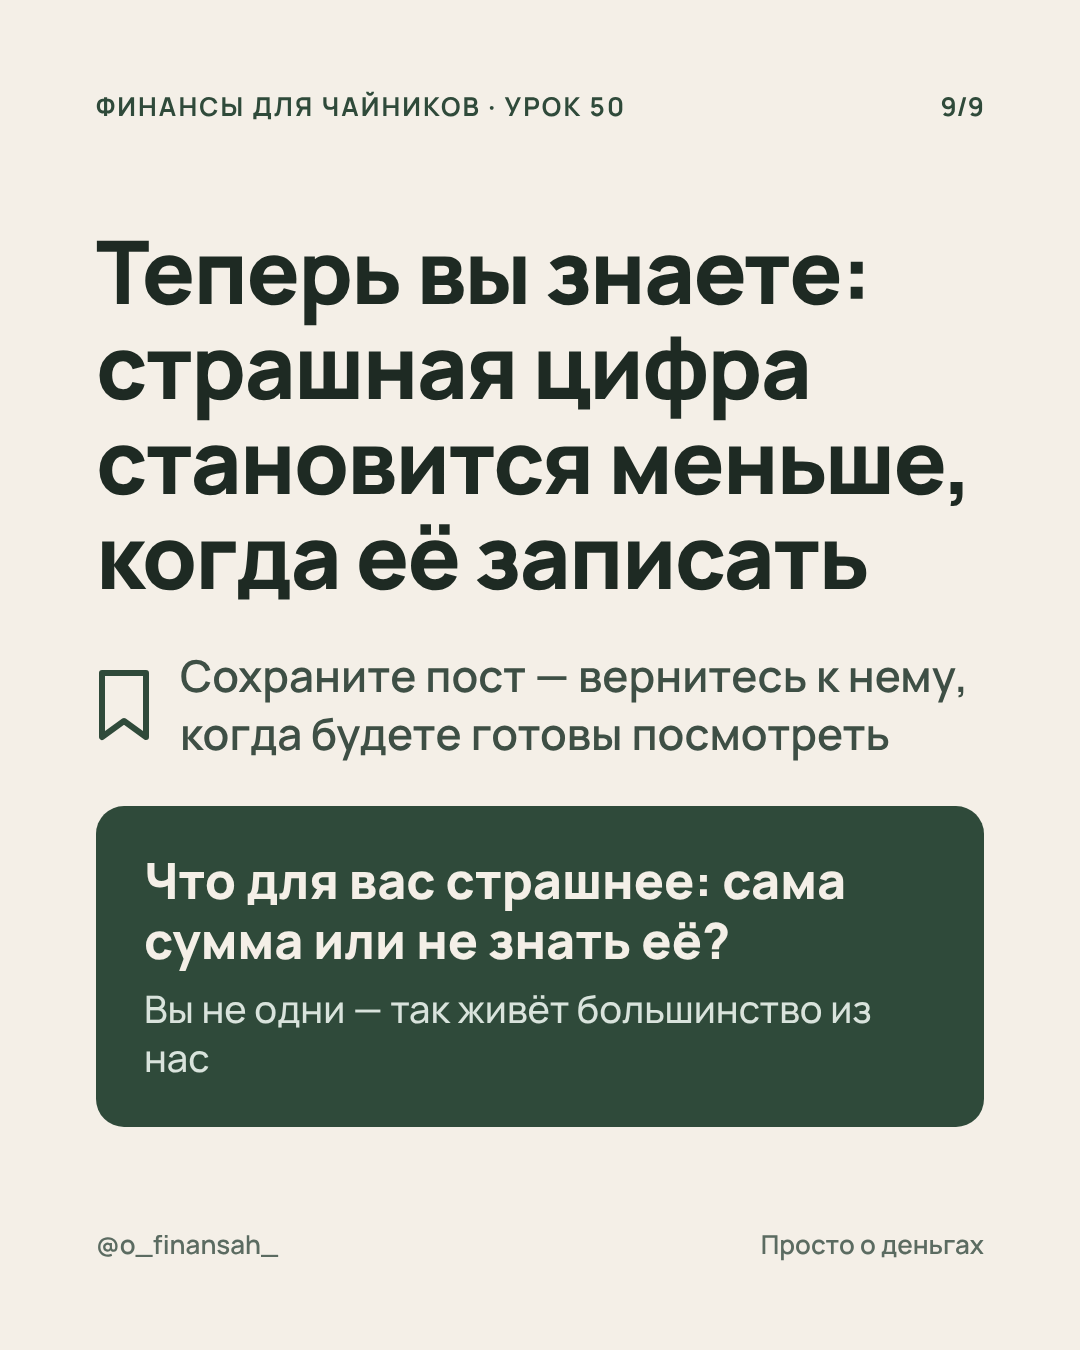 ФИНАНСЫ ДЛЯ ЧАЙНИКОВ · УРОК 50
9/9
Теперь вы знаете:
страшная цифра
становится меньше,
когда её записать
Сохраните пост — вернитесь к нему,
когда будете готовы посмотреть
Что для вас страшнее: сама
сумма или не знать её?
Вы не одни — так живёт большинство из
нас
@o_finansah_
Просто о деньгах